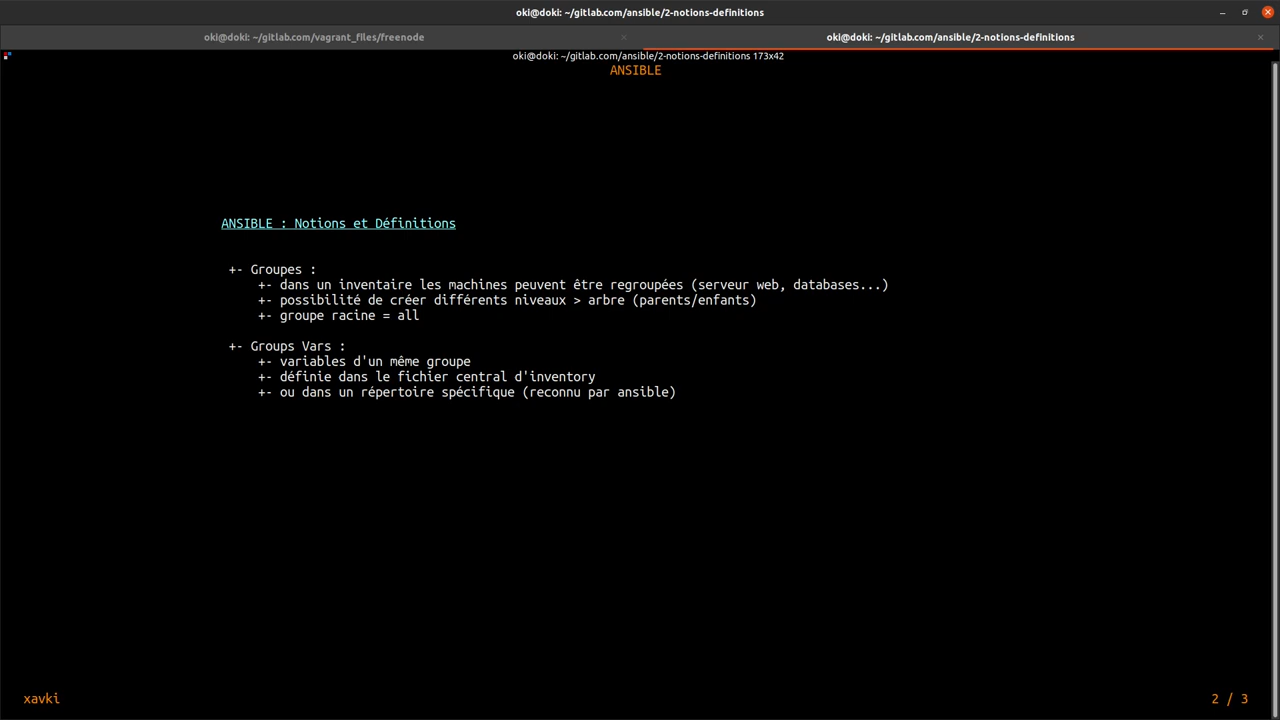 oki@doki: ~/gitlab.com/ansible/2-notions-definitions
oki@doki: ~/gitlab.com/vagrant_files/freenode
oki@doki: ~/gitlab.com/ansible/2-notions-definitions
oki@doki: ~/gitlab.com/ansible/2-notions-definitions 173x42
ANSIBLE
ANSIBLE : Notions et Définitions
+- Groupes :
+- dans un inventaire les machines peuvent être regroupées (serveur web, databases...)
+- possibilité de créer différents niveaux > arbre (parents/enfants)
+- groupe racine = all
+- Groups Vars :
+- variables d'un même groupe
+- définie dans le fichier central d'inventory
+- ou dans un répertoire spécifique (reconnu par ansible)
xavki
2 / 3